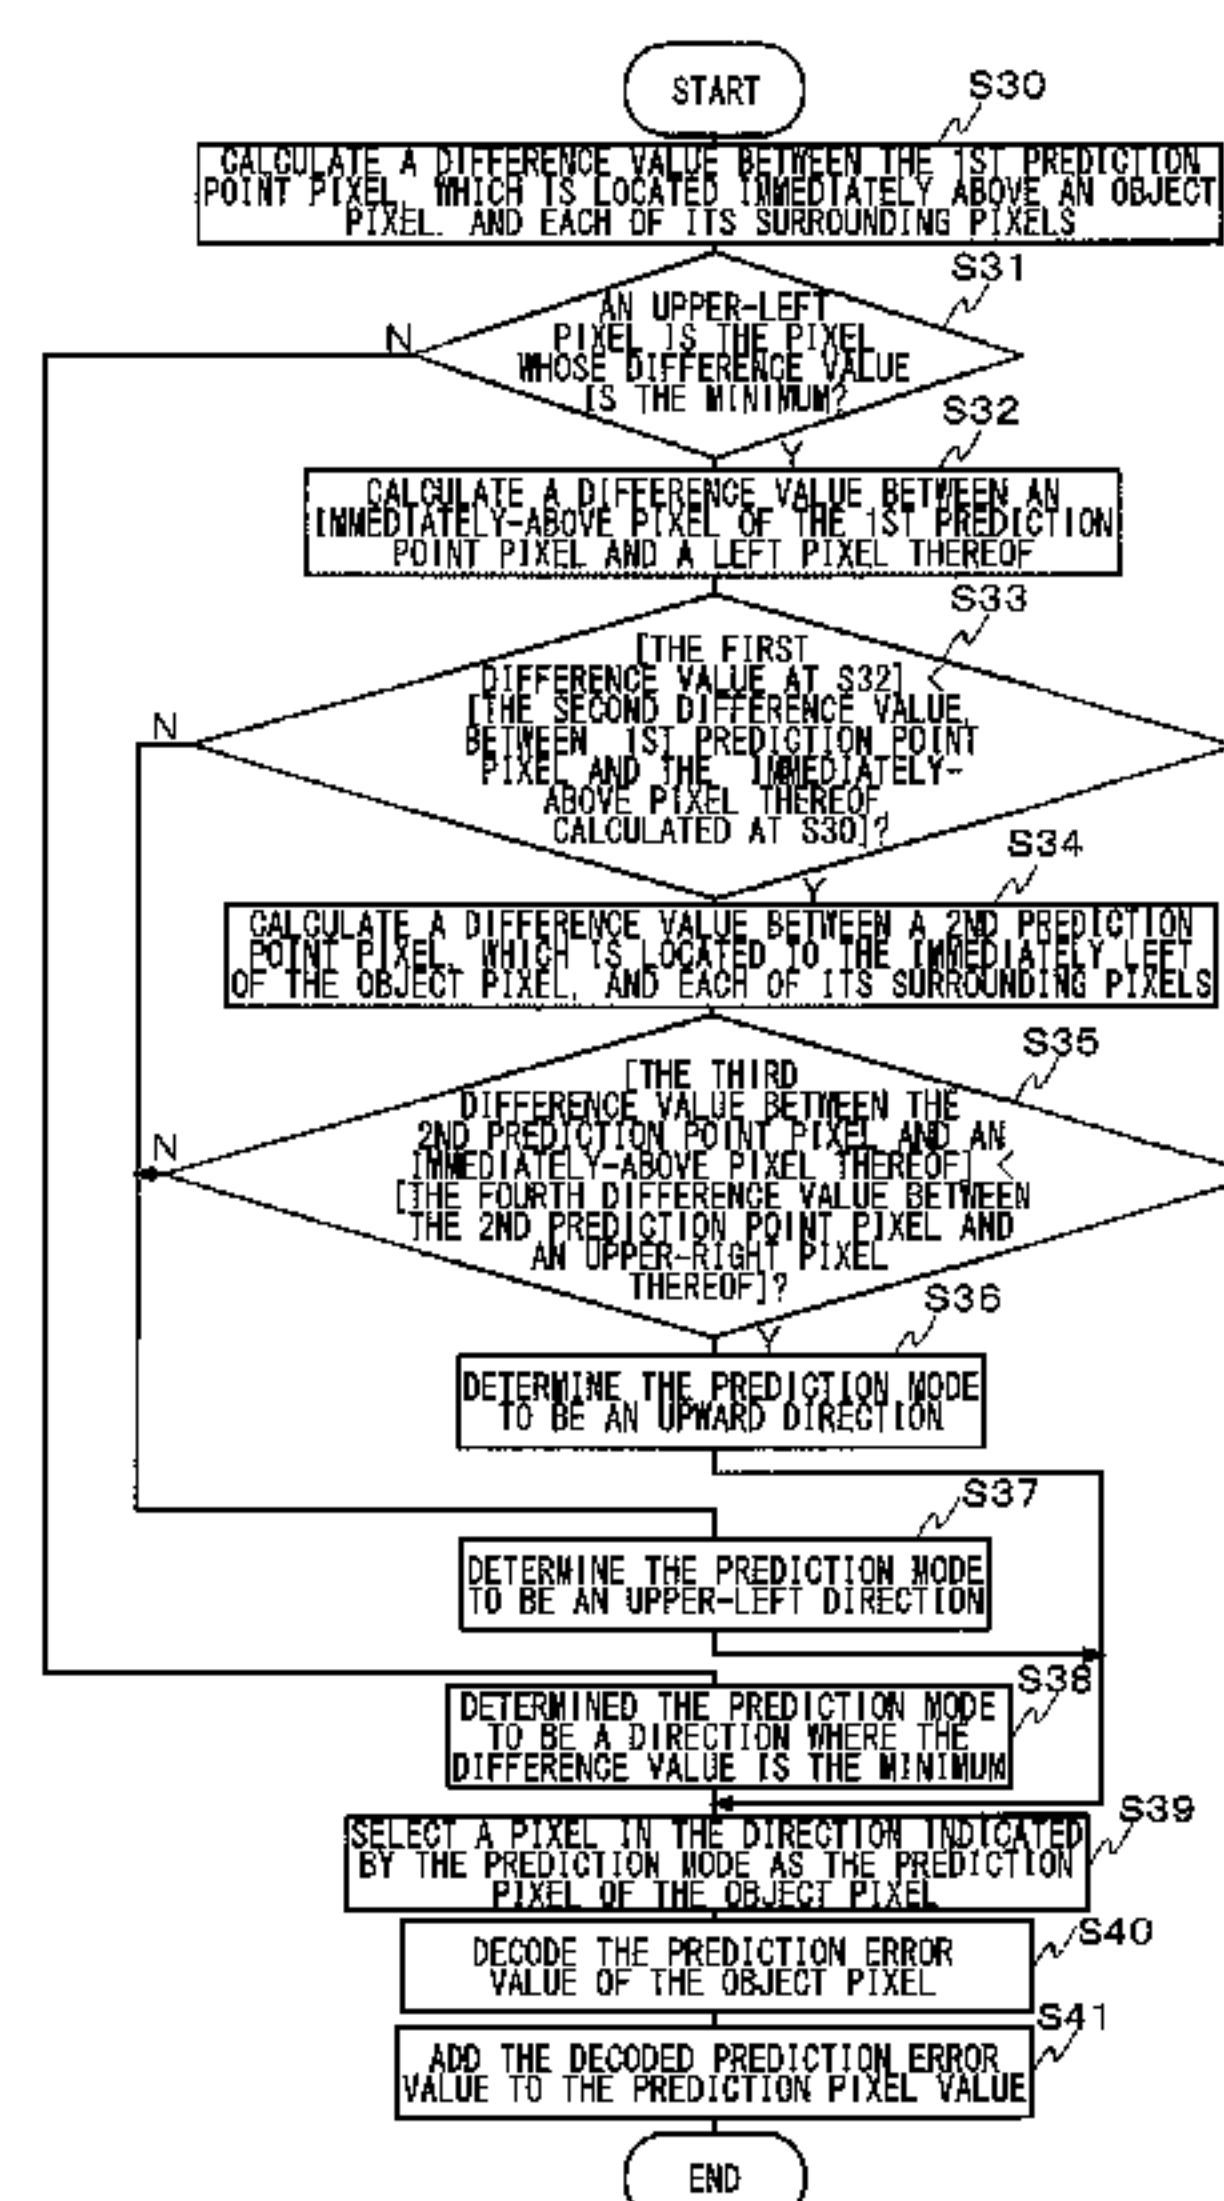 START
S30
CALCULATE A DIFFERENCE VALUE BETWEEN THE 1ST PREDICTION
POINT PIXEL, WHICH IS LOCATED IMMEDIATELY ABOVE AN OBJECT
PIXEL, AND EACH OF ITS SURROUNDING PIXELS
S31
AN UPPER-LEFT
PIXEL IS THE PIXEL
WHOSE DIFFERENCE VALUE
IS THE MINIMUM?
N
Y
S32
CALCULATE A DIFFERENCE VALUE BETWEEN AN
IMMEDIATELY-ABOVE PIXEL OF THE 1ST PREDICTION
POINT PIXEL AND A LEFT PIXEL THEREOF
S33
[THE FIRST
DIFFERENCE VALUE AT S32] <
[THE SECOND DIFFERENCE VALUE,
BETWEEN 1ST PREDICTION POINT
PIXEL AND THE IMMEDIATELY-
ABOVE PIXEL THEREOF,
CALCULATED AT S30]?
N
Y
S34
CALCULATE A DIFFERENCE VALUE BETWEEN A 2ND PREDICTION
POINT PIXEL, WHICH IS LOCATED TO THE IMMEDIATELY LEFT
OF THE OBJECT PIXEL, AND EACH OF ITS SURROUNDING PIXELS
S35
[THE THIRD
DIFFERENCE VALUE BETWEEN THE
2ND PREDICTION POINT PIXEL AND AN
IMMEDIATELY-ABOVE PIXEL THEREOF] <
[THE FOURTH DIFFERENCE VALUE BETWEEN
THE 2ND PREDICTION POINT PIXEL AND
AN UPPER-RIGHT PIXEL
THEREOF]?
N
Y
S36
DETERMINE THE PREDICTION MODE
TO BE AN UPWARD DIRECTION
S37
DETERMINE THE PREDICTION MODE
TO BE AN UPPER-LEFT DIRECTION
S38
DETERMINED THE PREDICTION MODE
TO BE A DIRECTION WHERE THE
DIFFERENCE VALUE IS THE MINIMUM
S39
SELECT A PIXEL IN THE DIRECTION INDICATED
BY THE PREDICTION MODE AS THE PREDICTION
PIXEL OF THE OBJECT PIXEL
S40
DECODE THE PREDICTION ERROR
VALUE OF THE OBJECT PIXEL
S41
ADD THE DECODED PREDICTION ERROR
VALUE TO THE PREDICTION PIXEL VALUE
END